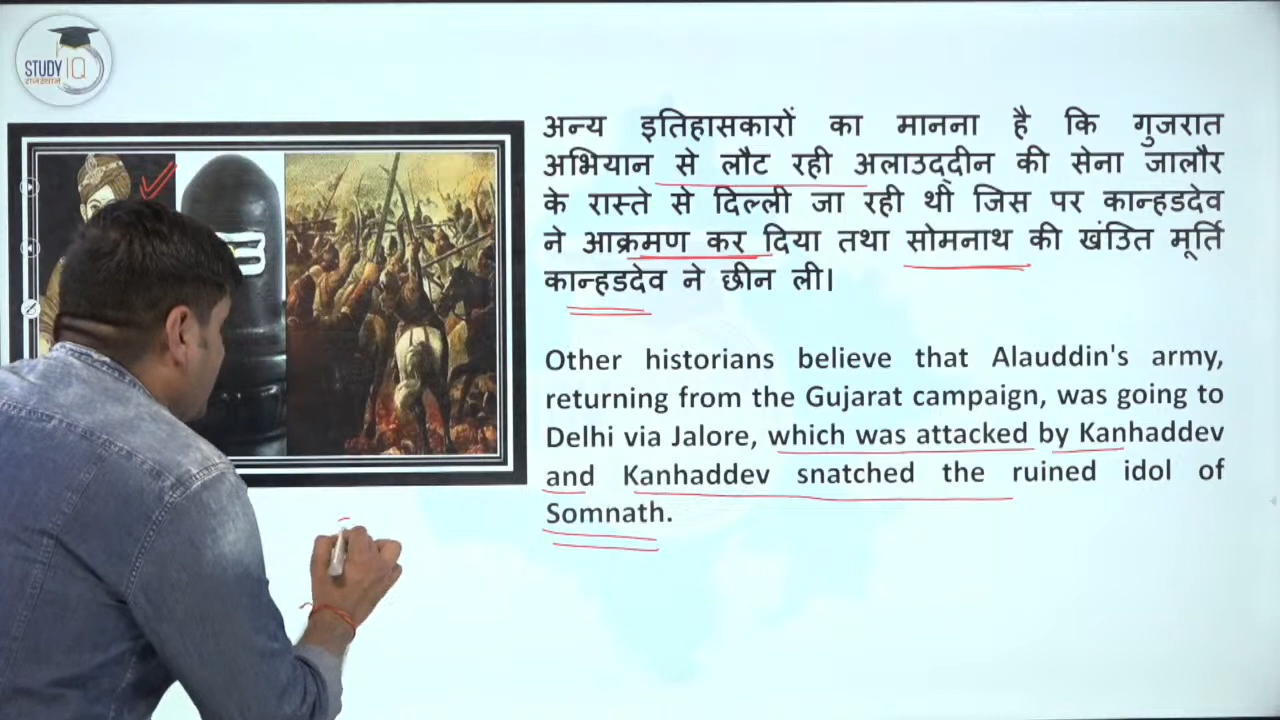 STUDY IQ
राजस्थान
अन्य इतिहासकारों का मानना है कि गुजरात
अभियान से लौट रही अलाउद्दीन की सेना जालौर
के रास्ते से दिल्ली जा रही थी जिस पर कान्हडदेव
ने आक्रमण कर दिया तथा सोमनाथ की खंडित मूर्ति
कान्हडदेव ने छीन ली।
Other historians believe that Alauddin's army,
returning from the Gujarat campaign, was going to
Delhi via Jalore, which was attacked by Kanhaddev
and Kanhaddev snatched the ruined idol of
Somnath.